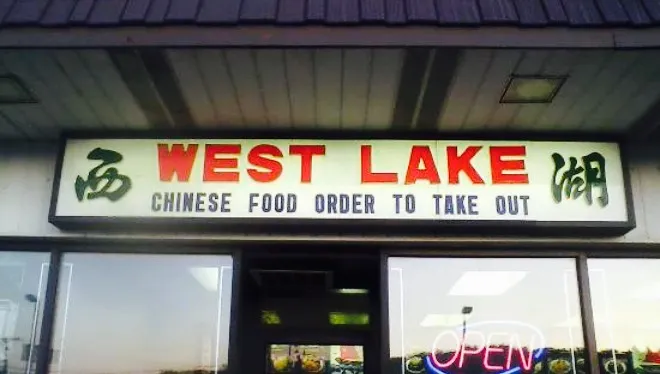 西 WEST LAKE 湖
CHINESE FOOD ORDER TO TAKE OUT
OPEN